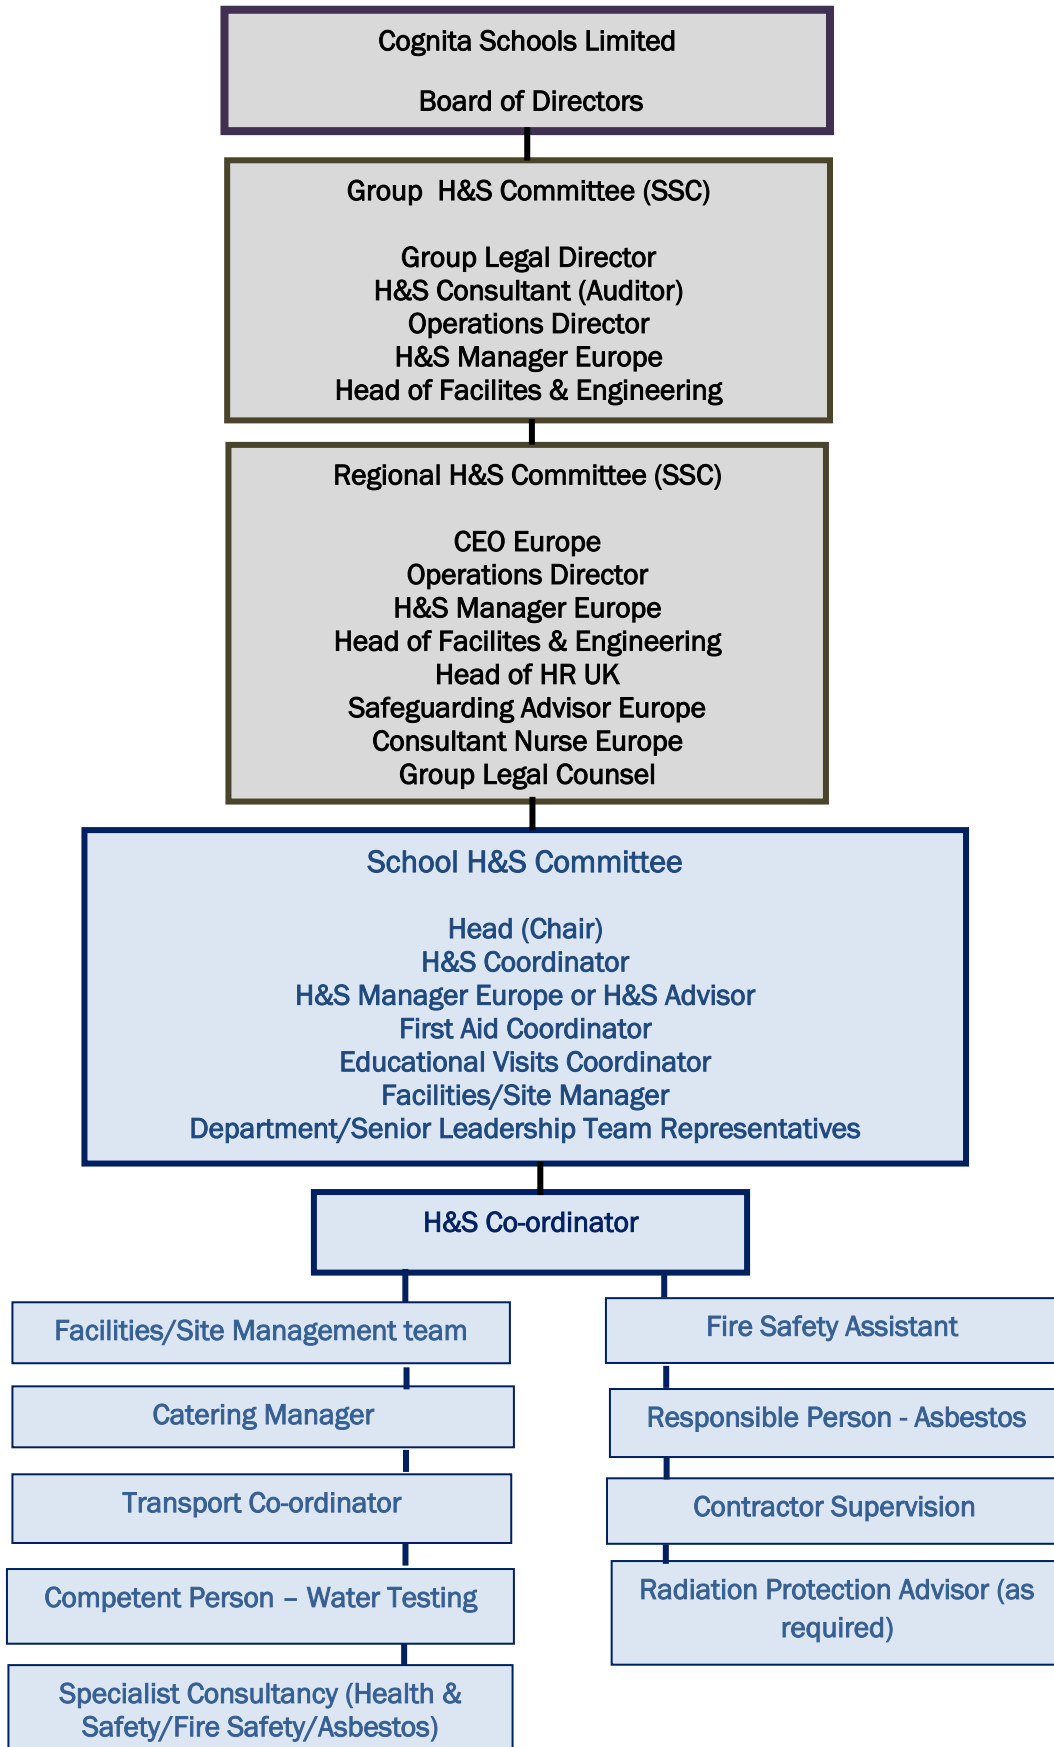 Cognita Schools Limited
Board of Directors
Group H&S Committee (SSC)
Group Legal Director
H&S Consultant (Auditor)
Operations Director
H&S Manager Europe
Head of Facilites & Engineering
Regional H&S Committee (SSC)
CEO Europe
Operations Director
H&S Manager Europe
Head of Facilites & Engineering
Head of HR UK
Safeguarding Advisor Europe
Consultant Nurse Europe
Group Legal Counsel
School H&S Committee
Head (Chair)
H&S Coordinator
H&S Manager Europe or H&S Advisor
First Aid Coordinator
Educational Visits Coordinator
Facilities/Site Manager
Department/Senior Leadership Team Representatives
H&S Co-ordinator
Facilities/Site Management team
Catering Manager
Transport Co-ordinator
Competent Person – Water Testing
Specialist Consultancy (Health &
Safety/Fire Safety/Asbestos)
Fire Safety Assistant
Responsible Person - Asbestos
Contractor Supervision
Radiation Protection Advisor (as
required)